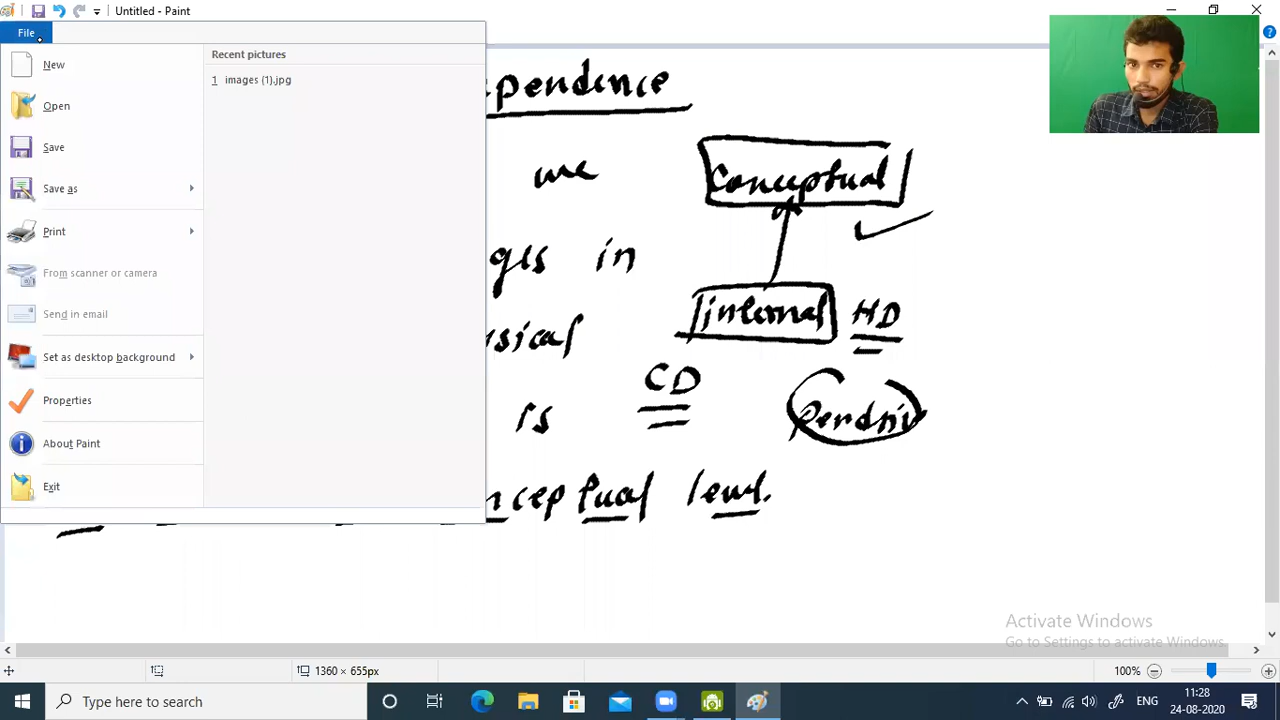 Untitled - Paint
File
Recent pictures
New
1 images (1).jpg
Open
Save
Save as
Print
From scanner or camera
Send in email
Set as desktop background
Properties
About Paint
Exit
pendence
we
Conceptual
ges in
internal HD
sical
CD
is
nceptual level.
Activate Windows
Go to Settings to activate Windows.
1360 × 655px
100%
Type here to search
ENG
11:28
24-08-2020